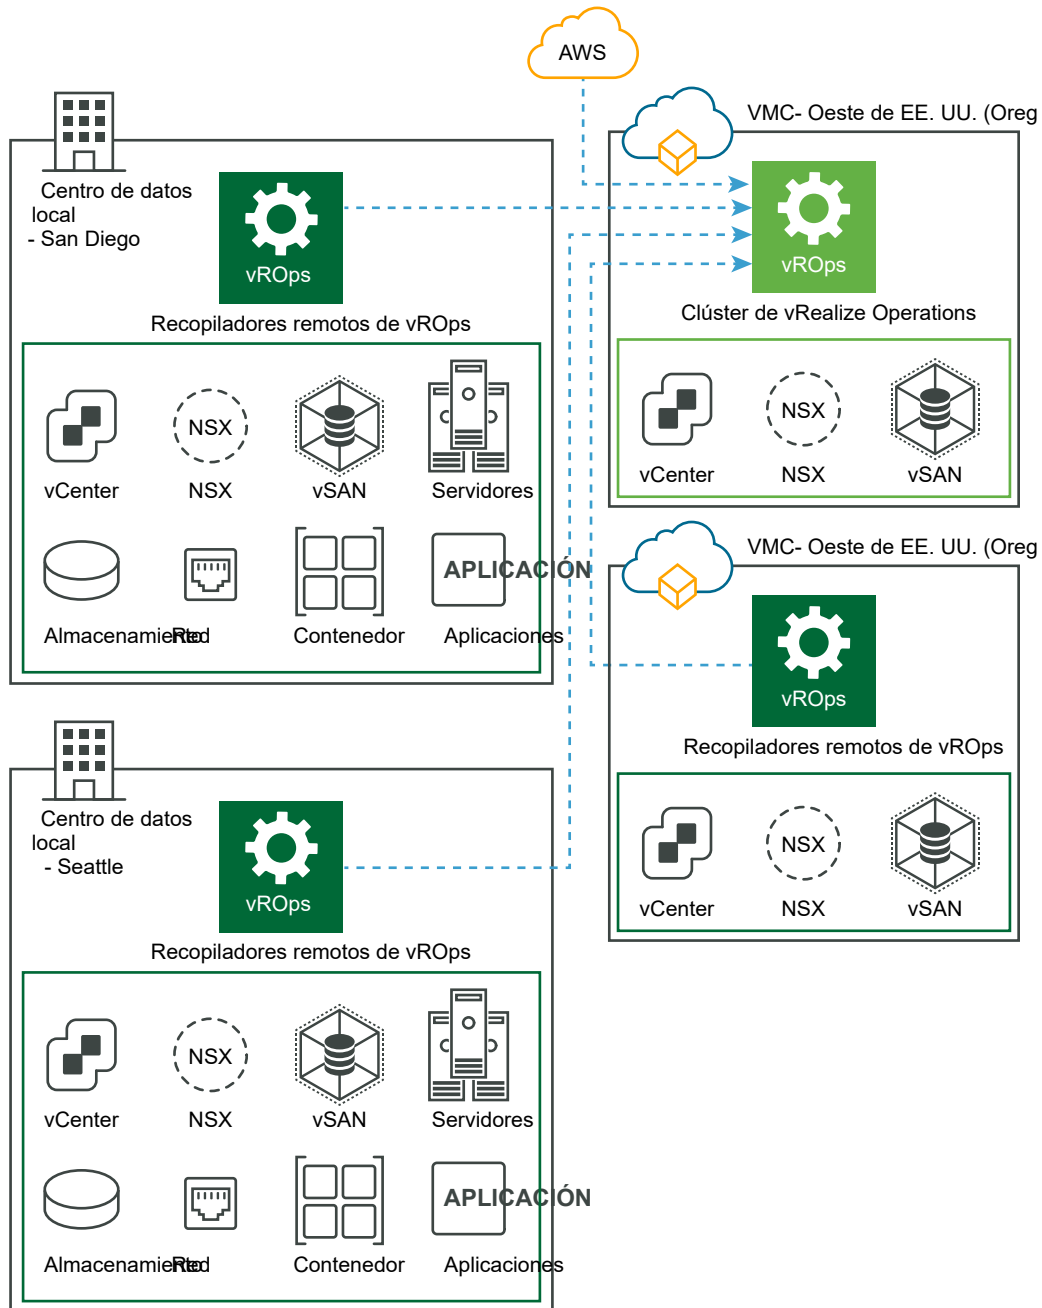 AWS
VMC- Oeste de EE. UU. (Oreg
Centro de datos
local
- San Diego
vROps
Recopiladores remotos de vROps
vROps
Clúster de vRealize Operations
NSX
vCenter
NSX
vSAN
Servidores
APLICACIÓN
Almacenamiento
Red
Contenedor
Aplicaciones
NSX
vCenter
NSX
vSAN
VMC- Oeste de EE. UU. (Oreg
vROps
Recopiladores remotos de vROps
NSX
vCenter
NSX
vSAN
Centro de datos
local
- Seattle
vROps
Recopiladores remotos de vROps
NSX
vCenter
NSX
vSAN
Servidores
APLICACIÓN
Almacenamiento
Red
Contenedor
Aplicaciones